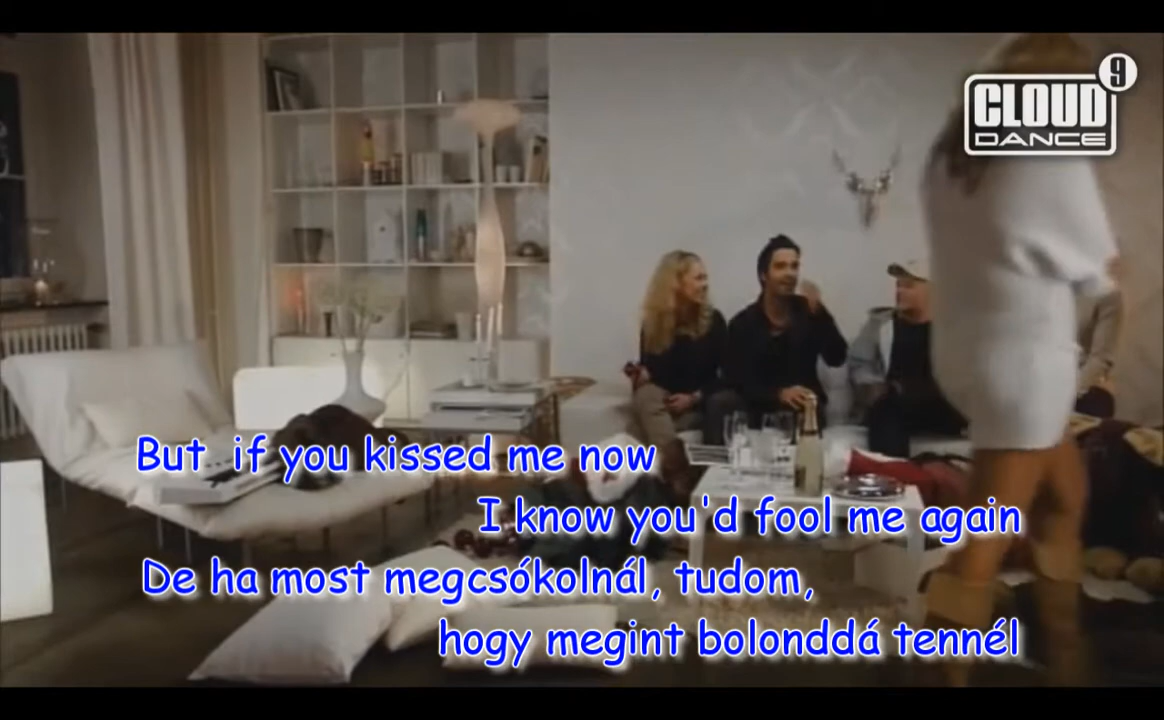 9
CLOUD
DANCE
But if you kissed me now
I know you'd fool me again
De ha most megcsókolnál, tudom,
hogy megint bolonddá tennél